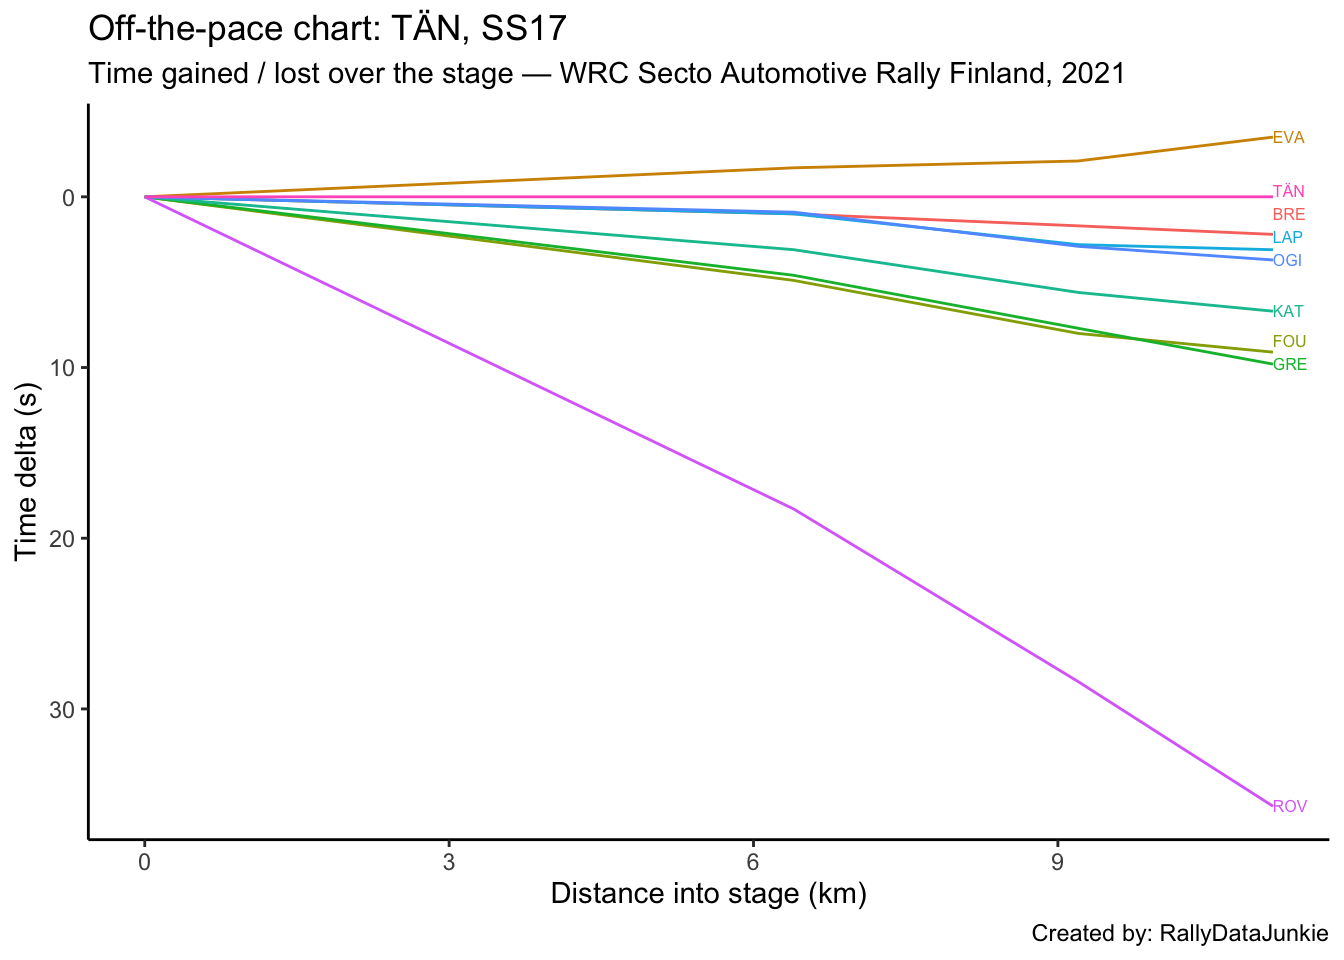 Off-the-pace chart: TÄN, SS17
Time gained / lost over the stage — WRC Secto Automotive Rally Finland, 2021
EVA
0
TÄN
BRE
LAP
OGI
KAT
FOU
10
GRE
Time delta (s)
20
30
ROV
0 3 6 9
Distance into stage (km)
Created by: RallyDataJunkie